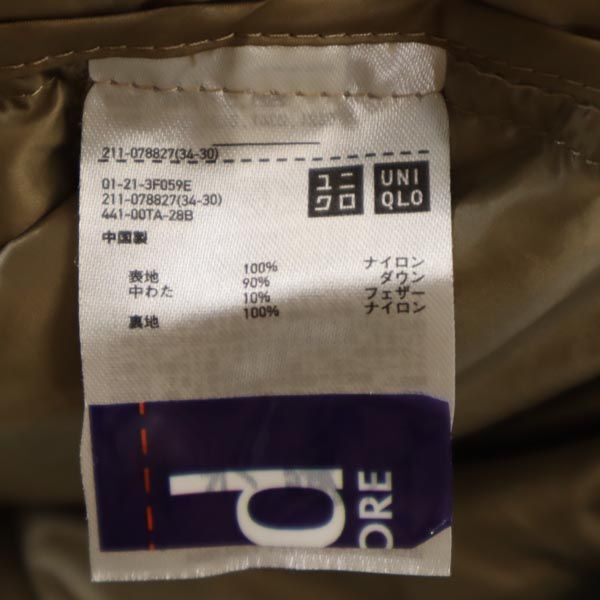 211-078827(34-30)
01-21-3F059E
211-078827(34-30)
441-00TA-28B
ユニ
クロ
UNI
QLO
中国製
表地 100% ナイロン
中わた 90% ダウン
10% フェザー
裏地 100% ナイロン
d
ORE